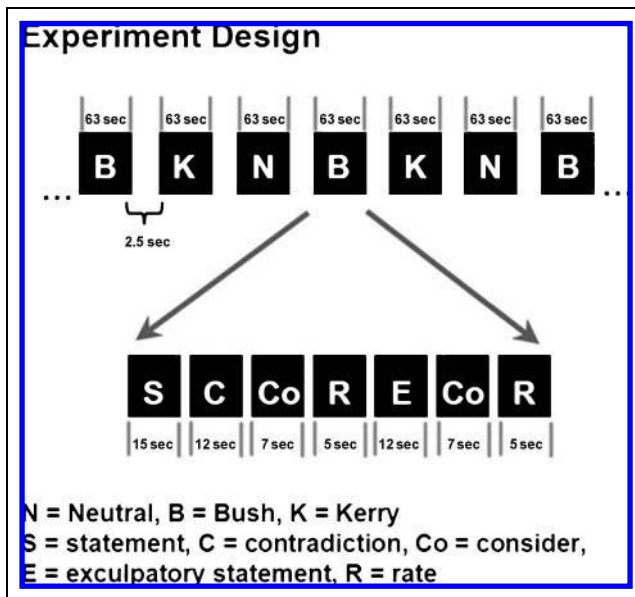 Experiment Design
63 sec 63 sec 63 sec 63 sec 63 sec 63 sec 63 sec
... B K N B K N B ...
2.5 sec
S C Co R E Co R
15 sec 12 sec 7 sec 5 sec 12 sec 7 sec 5 sec
N = Neutral, B = Bush, K = Kerry
S = statement, C = contradiction, Co = consider,
E = exculpatory statement, R = rate